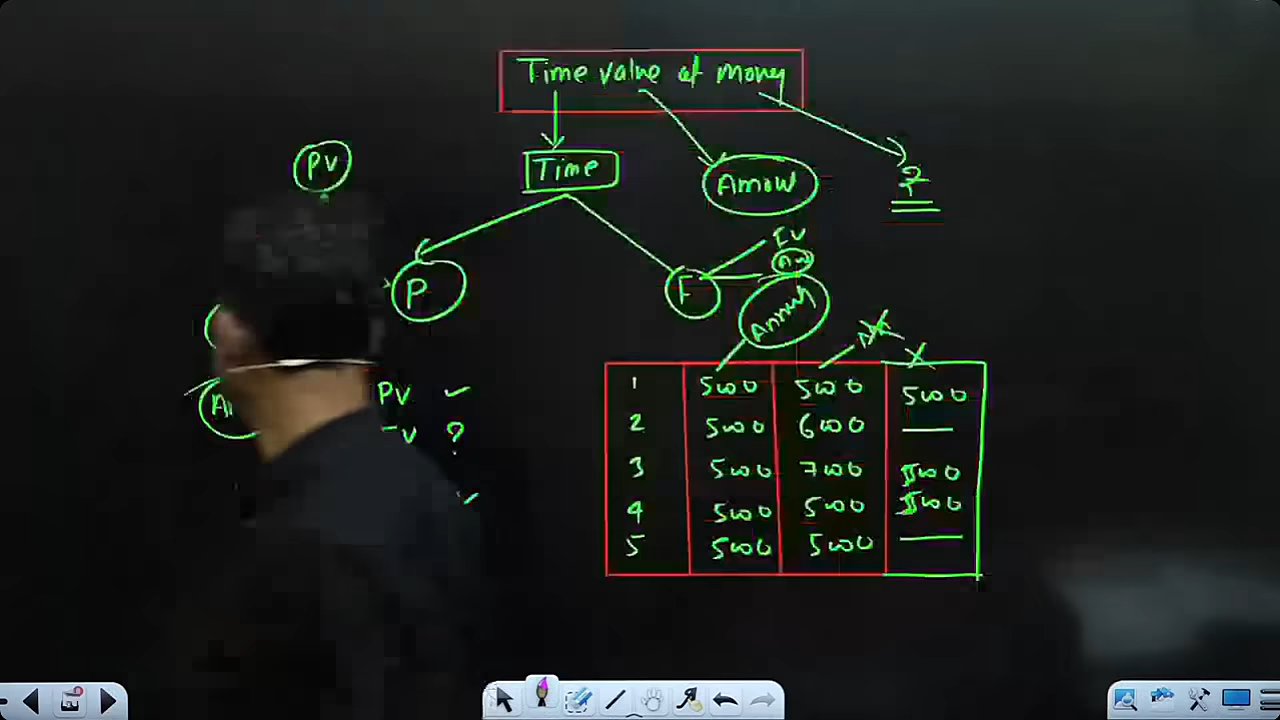 Time value of money
PV
Time
Amow
?
P
F
FV
Annuity
PV ✓
?
✓
X
1 5000 5000 5000
2 5000 6000 —
3 5000 7000 5000
4 5000 5000 5000
5 5000 5000 —